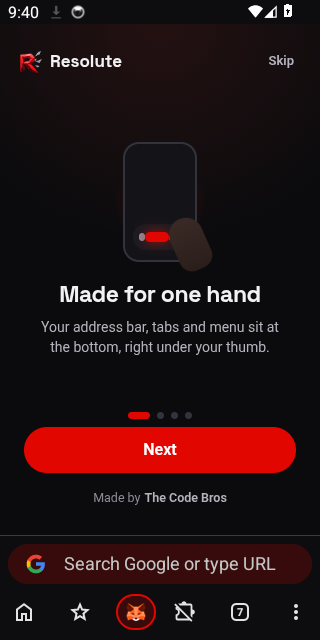 9:40
Resolute
Skip
Made for one hand
Your address bar, tabs and menu sit at
the bottom, right under your thumb.
Next
Made by The Code Bros
Search Google or type URL
7